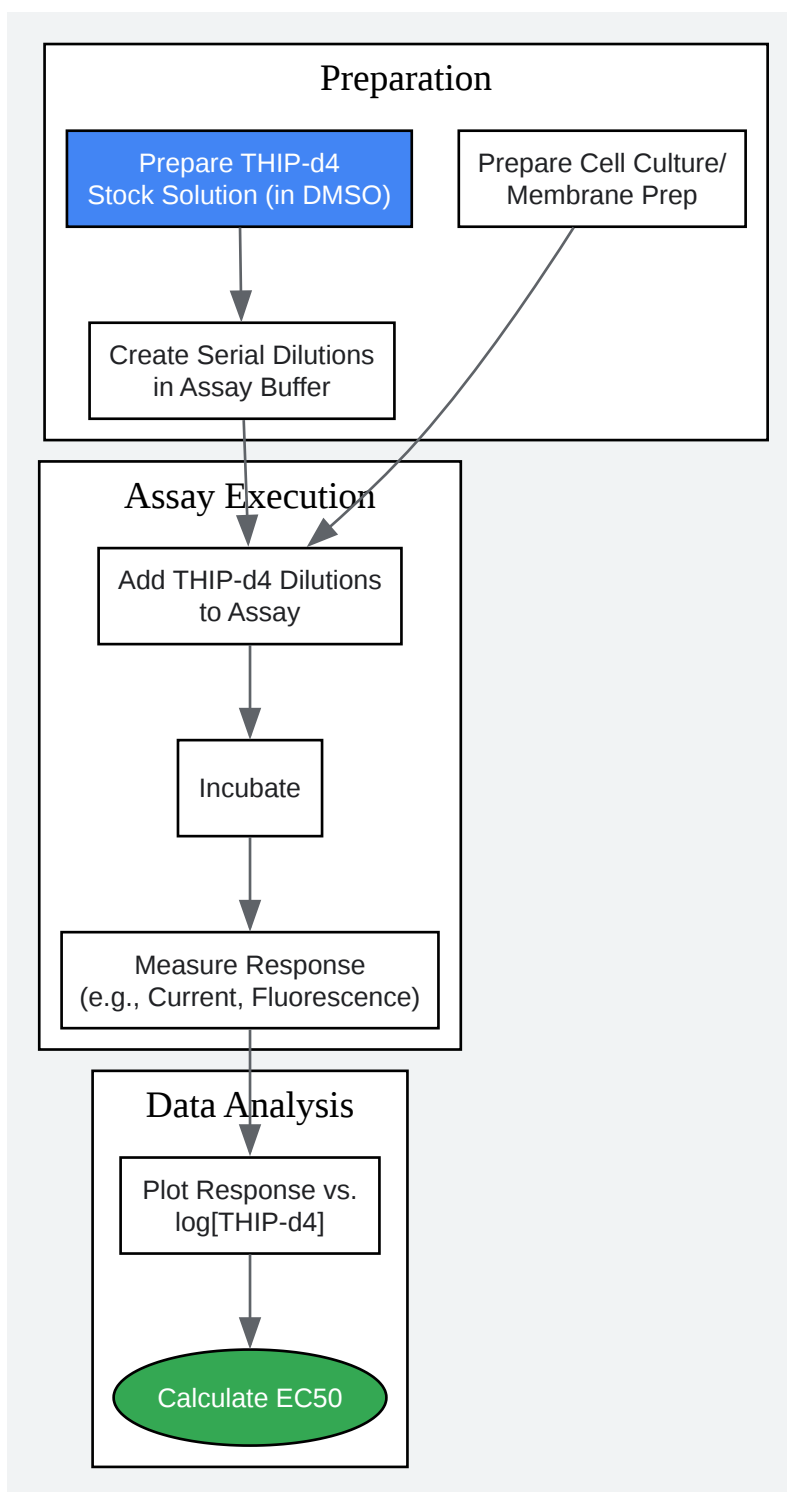 Preparation
Prepare THIP-d4
Stock Solution (in DMSO)
Prepare Cell Culture/
Membrane Prep
Create Serial Dilutions
in Assay Buffer
Assay Execution
Add THIP-d4 Dilutions
to Assay
Incubate
Measure Response
(e.g., Current, Fluorescence)
Data Analysis
Plot Response vs.
log[THIP-d4]
Calculate EC50